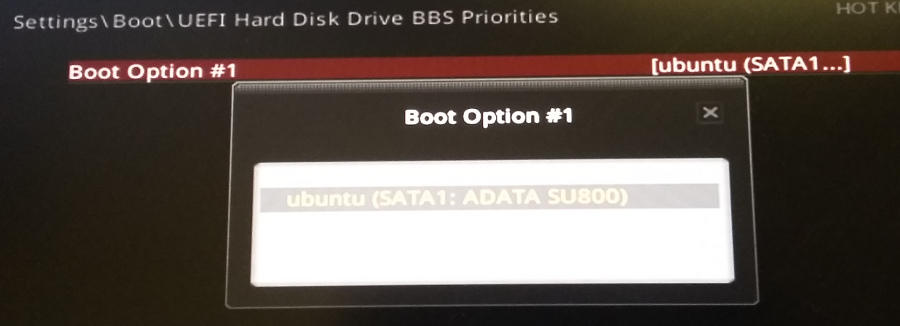 Settings\Boot\UEFI Hard Disk Drive BBS Priorities
HOT
Boot Option #1 [ubuntu (SATA1...]
Boot Option #1
ubuntu (SATA1: ADATA SU800)